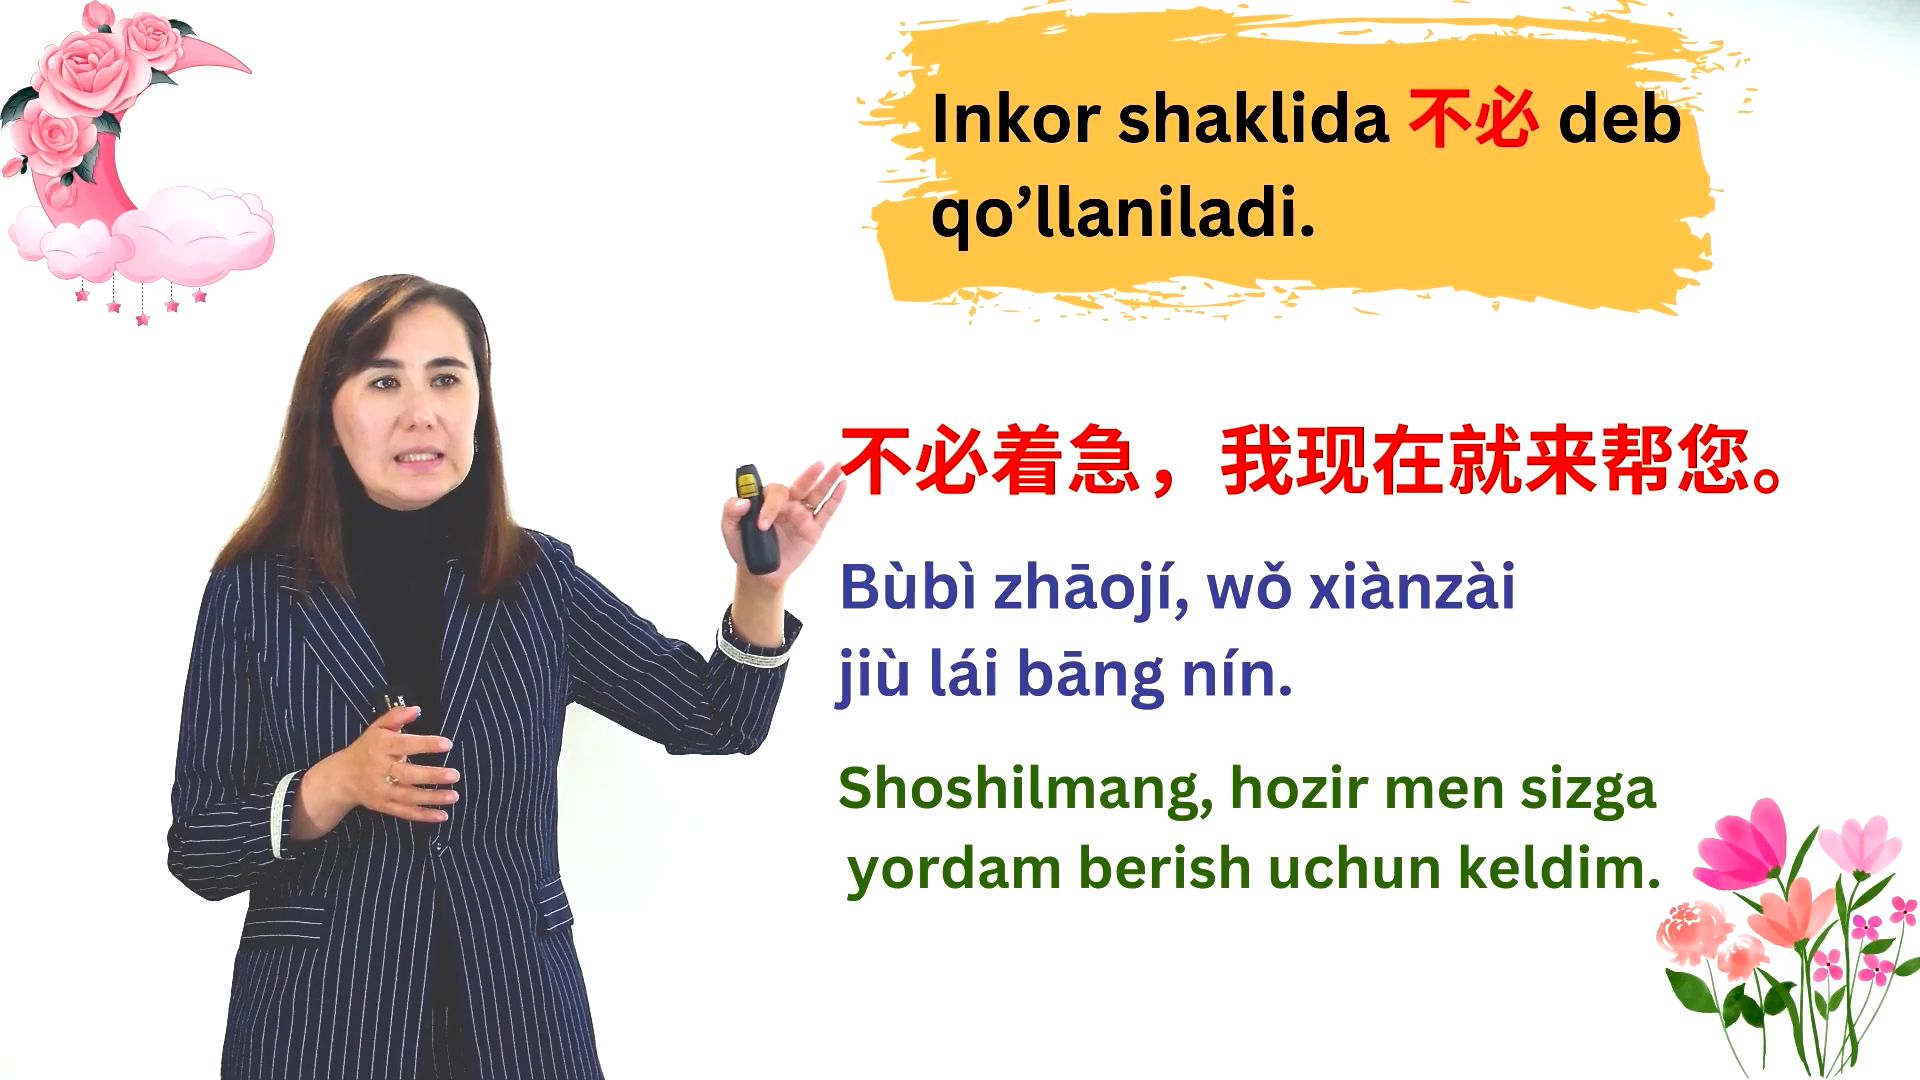 Inkor shaklida 不必 deb
qo’llaniladi.
不必着急，我现在就来帮您。
Bùbì zhāojí, wǒ xiànzài
jiù lái bāng nín.
Shoshilmang, hozir men sizga
yordam berish uchun keldim.